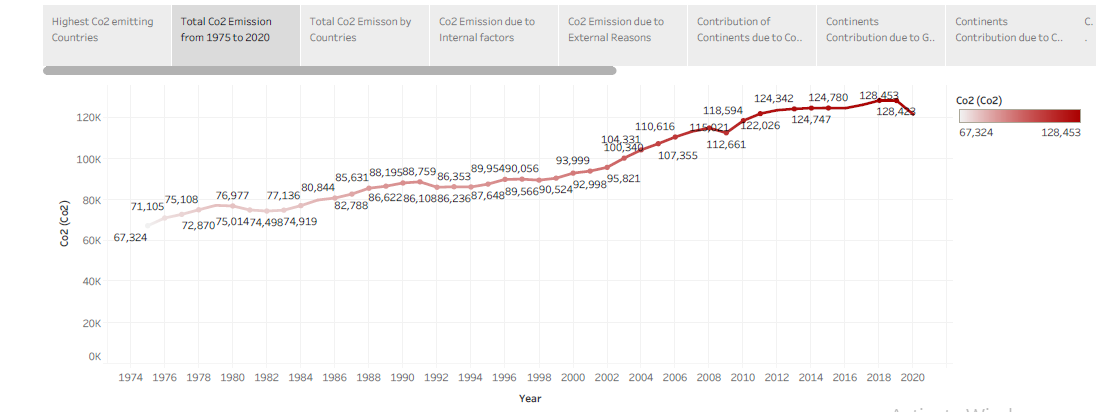 Highest Co2 emitting
Countries
Total Co2 Emission
from 1975 to 2020
Total Co2 Emisson by
Countries
Co2 Emission due to
Internal factors
Co2 Emission due to
External Reasons
Contribution of
Continents due to Co..
Continents
Contribution due to G..
Continents
Contribution due to C..
C.
.
Co2 (Co2)
67,324 128,453
Co2 (Co2)
120K
100K
80K
60K
40K
20K
0K
67,324
71,105
75,108
72,870
76,977
75,014
74,498
77,136
74,919
80,844
82,788
85,631
86,622
88,195
88,759
86,108
86,353
86,236
87,648
89,954
90,056
89,566
90,524
93,999
92,998
95,821
100,340
104,331
107,355
110,616
115,021
112,661
118,594
122,026
124,342
124,747
124,780
128,453
128,423
1974 1976 1978 1980 1982 1984 1986 1988 1990 1992 1994 1996 1998 2000 2002 2004 2006 2008 2010 2012 2014 2016 2018 2020
Year